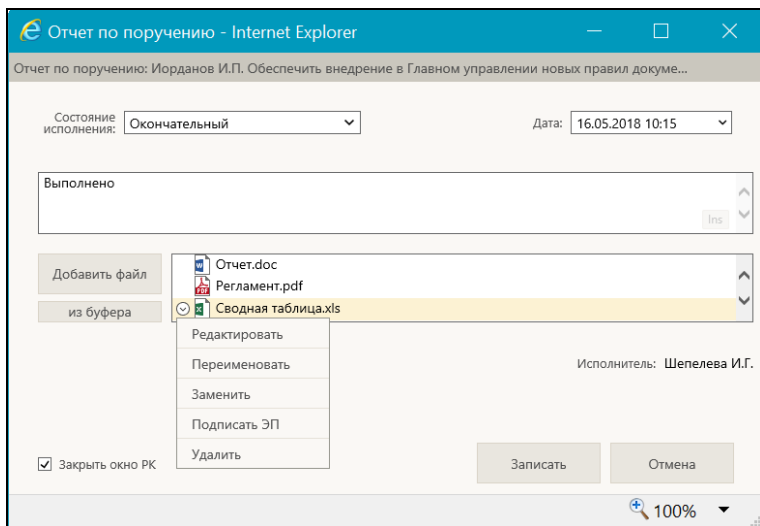 Отчет по поручению - Internet Explorer
Отчет по поручению: Иорданов И.П. Обеспечить внедрение в Главном управлении новых правил докуме...
Состояние исполнения: Окончательный Дата: 16.05.2018 10:15
Выполнено
Ins
Добавить файл
из буфера
Отчет.doc
Регламент.pdf
Сводная таблица.xls
Редактировать
Переименовать
Заменить
Подписать ЭП
Удалить
Исполнитель: Шепелева И.Г.
Закрыть окно РК
Записать Отмена
100%